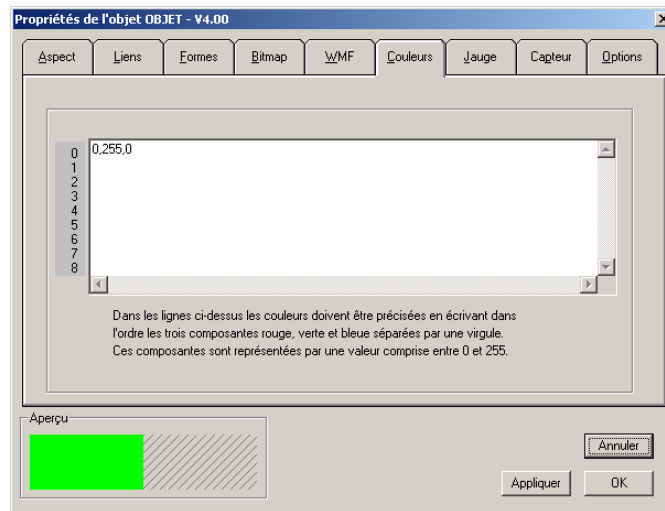 Propriétés de l'objet OBJET - V4.00
Aspect Liens Formes Bitmap WMF Couleurs Jauge Capteur Options
0 0,255,0
1
2
3
4
5
6
7
8
Dans les lignes ci-dessus les couleurs doivent être précisées en écrivant dans
l'ordre les trois composantes rouge, verte et bleue séparées par une virgule.
Ces composantes sont représentées par une valeur comprise entre 0 et 255.
Aperçu
Annuler
Appliquer OK